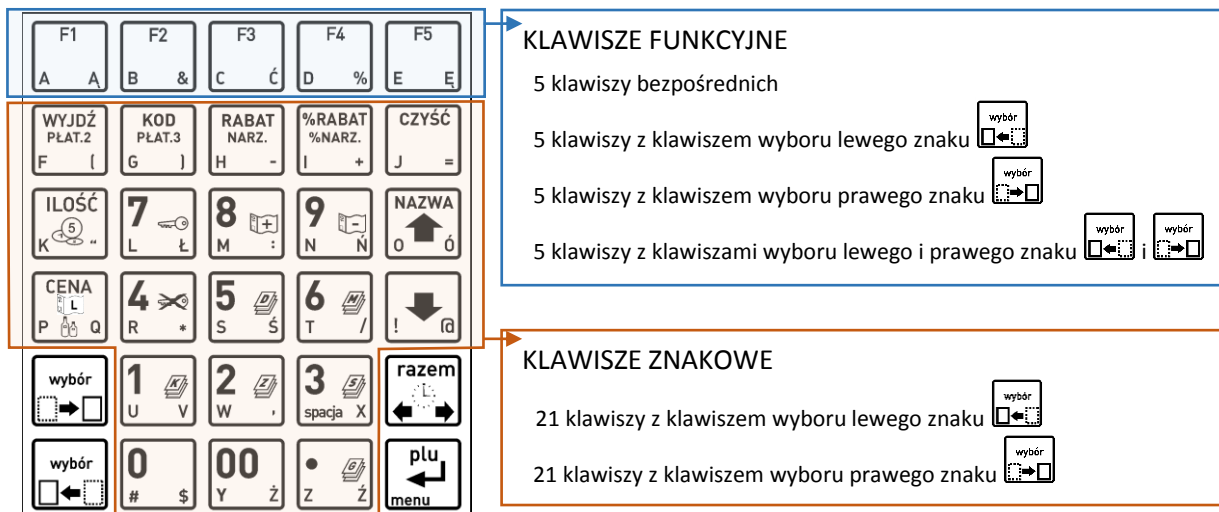 F1 F2 F3 F4 F5
A Ą B & C Ć D % E Ę
WYJDŹ KOD RABAT %RABAT CZYŚĆ
PŁAT.2 PŁAT.3 NARZ. %NARZ.
F ( G ) H - I + J =
ILOŚĆ 7 8 9 NAZWA
5 + -
K “ L Ł M : N Ń O Ó
CENA 4 5 6
L D M
P Q R * S Ś T / ! @
wybór 1 2 3 razem
K Z S
U V W , spacja X
wybór 0 00 • plu
G
# $ Y Ż Z Ź menu
KLAWISZE FUNKCYJNE
5 klawiszy bezpośrednich
5 klawiszy z klawiszem wyboru lewego znaku wybór
5 klawiszy z klawiszem wyboru prawego znaku wybór
5 klawiszy z klawiszami wyboru lewego i prawego znaku wybór i wybór
KLAWISZE ZNAKOWE
21 klawiszy z klawiszem wyboru lewego znaku wybór
21 klawiszy z klawiszem wyboru prawego znaku wybór